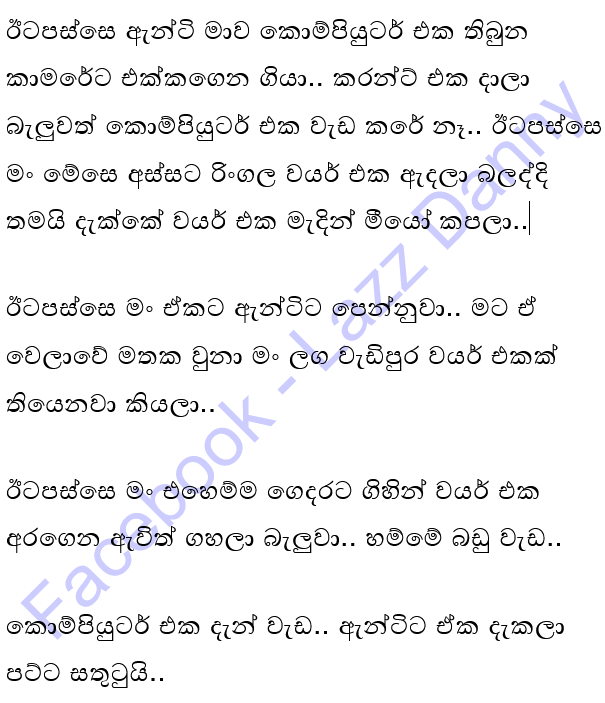 ඊටපස්සෙ ඇන්ටි මාව කොම්පියුටර් එක තිබුන
කාමරේට එක්කගෙන ගියා.. කරන්ට් එක දාලා
බැලුවත් කොම්පියුටර් එක වැඩ කරේ නෑ.. ඊටපස්සෙ
මං මේසෙ අස්සට රිංගල වයර් එක ඇදලා බලද්දි
තමයි දැක්කේ වයර් එක මැදින් මීයෝ කපලා..
ඊටපස්සෙ මං ඒකට ඇන්ටිට පෙන්නුවා.. මට ඒ
වෙලාවේ මතක වුනා මං ලග වැඩිපුර වයර් එකක්
තියෙනවා කියලා..
ඊටපස්සෙ මං එහෙම්ම ගෙදරට ගිහින් වයර් එක
අරගෙන ඇවිත් ගහලා බැලුවා.. හම්මේ බඩු වැඩ..
කොම්පියුටර් එක දැන් වැඩ.. ඇන්ටිට ඒක දැකලා
පට්ට සතුටුයි..
Facebook - Lazz Danny